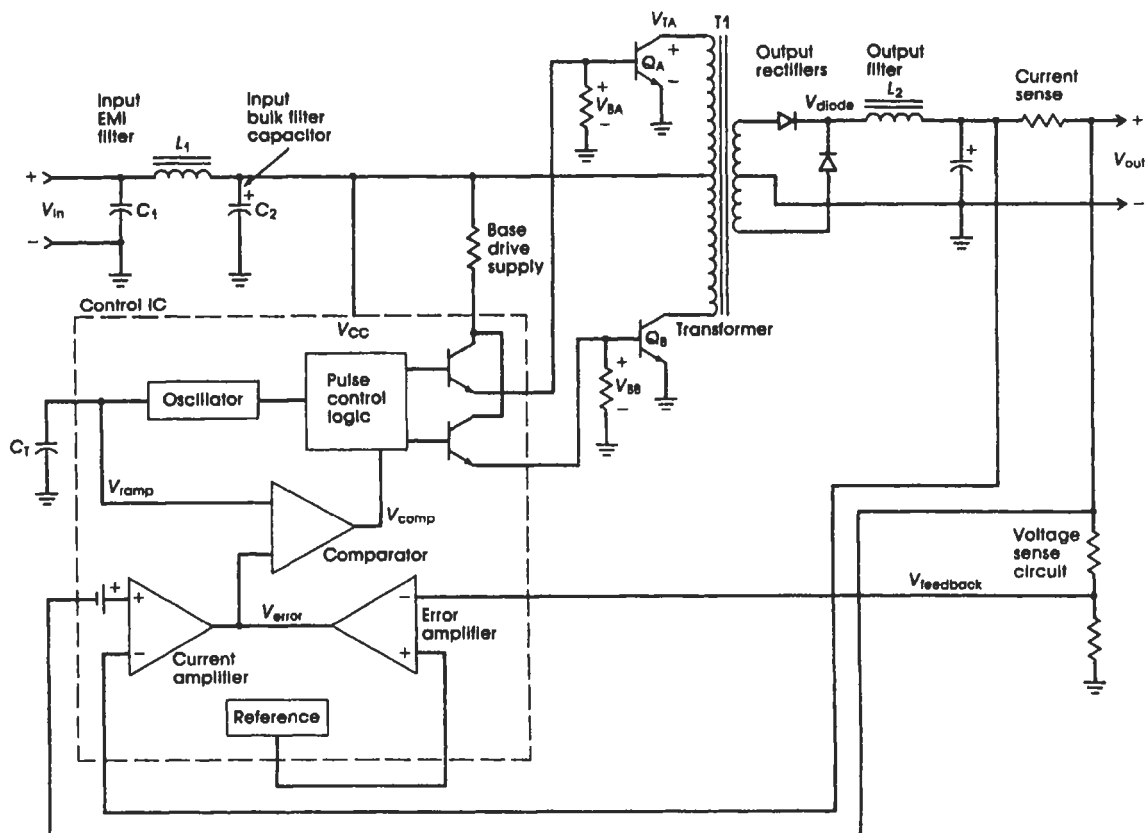 V_TA
T1
Q_A
+
−
+
V_BA
−
Output
rectifiers
Output
filter
L_2
Current
sense
V_diode
+
+
V_out
−
Input
EMI
filter
Input
bulk filter
capacitor
L_1
+
V_in
−
C_1
+
C_2
Base
drive
supply
Transformer
Q_B
+
V_BB
−
Control IC
V_CC
Oscillator
Pulse
control
logic
C_T
V_ramp
V_comp
Comparator
Voltage
sense
circuit
V_feedback
+
+
−
V_error
−
+
Error
amplifier
Current
amplifier
Reference